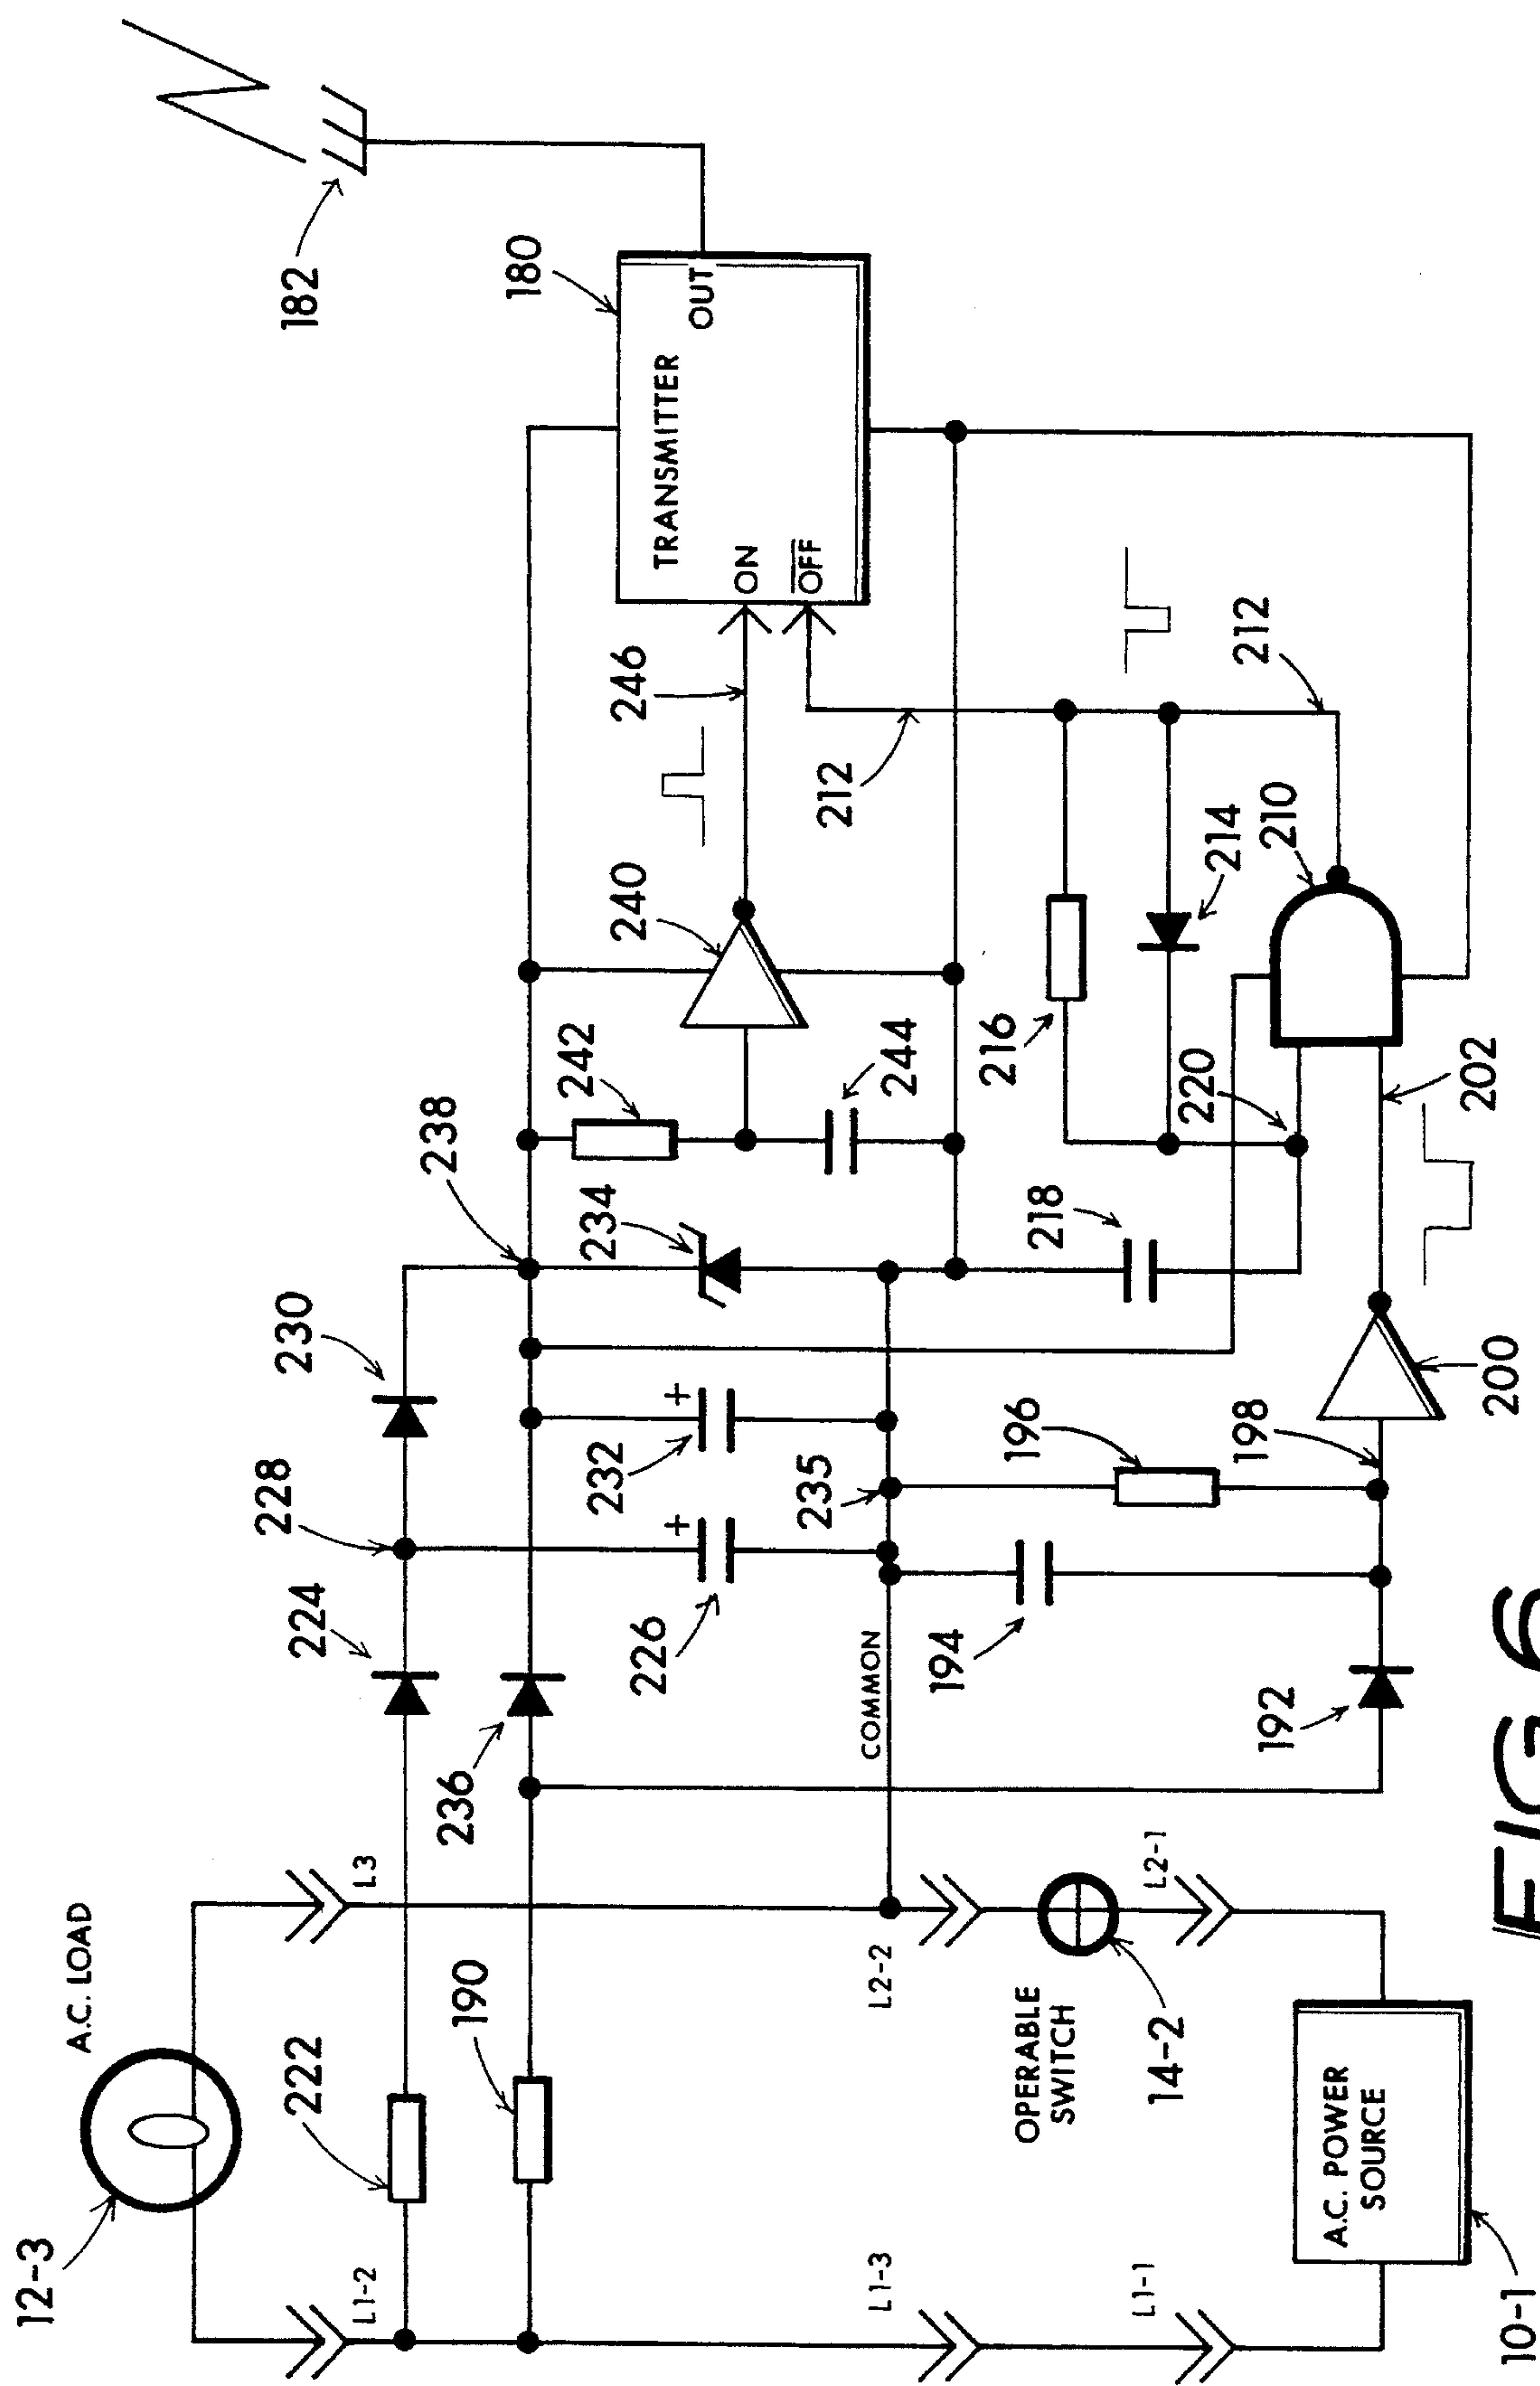 12-3
A.C. LOAD
L1-2
L3
222
190
224
228
230
236
226
232
234
238
242
244
240
246
180
182
TRANSMITTER
OUT
ON
OFF
COMMON
235
L1-3
L2-2
OPERABLE
SWITCH
14-2
L1-1
L2-1
A.C. POWER
SOURCE
10-1
192
194
196
198
200
202
218
216
220
214
210
212
212
+
+
FIG 6